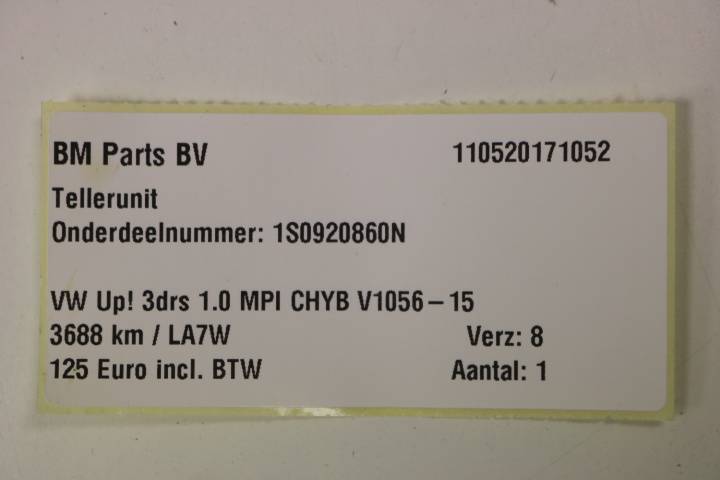 BM Parts BV 110520171052
Tellerunit
Onderdeelnummer: 1S0920860N
VW Up! 3drs 1.0 MPI CHYB V1056 – 15
3688 km / LA7W Verz: 8
125 Euro incl. BTW Aantal: 1